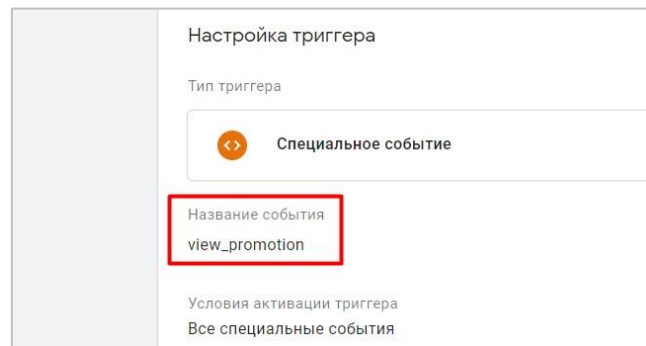 Настройка триггера
Тип триггера
Специальное событие
Название события
view_promotion
Условия активации триггера
Все специальные события